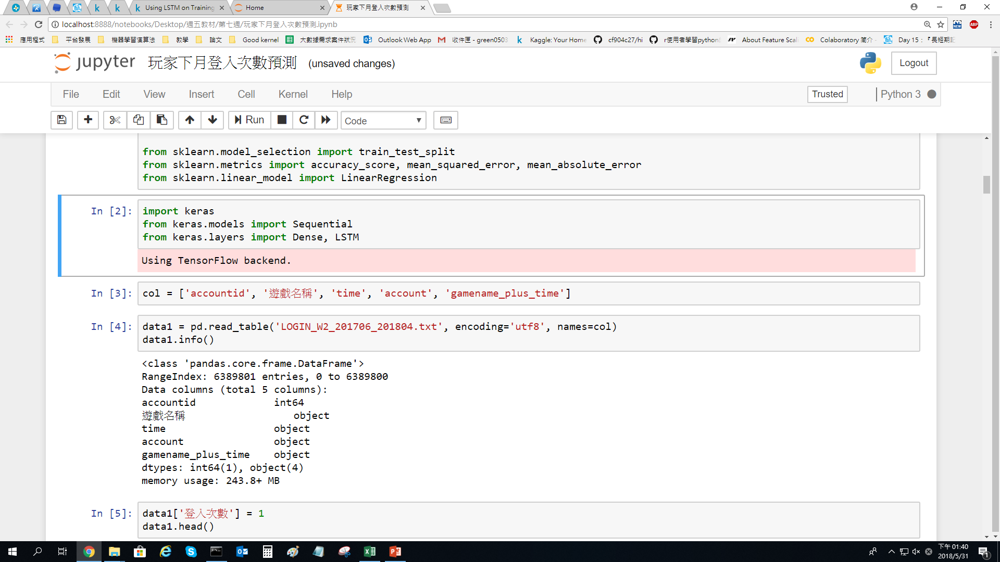 Using LSTM on Training
Home
玩家下月登入次數預測
localhost:8888/notebooks/Desktop/週五教材/第七週/玩家下月登入次數預測.ipynb
應用程式 平台發展 機器學習演算法 教學 論文 Good kernel 大數據需求案件狀況 Outlook Web App 收件匣 - green0503 Kaggle: Your Home cf904c27/hi r使用者學習python About Feature Scali Colaboratory 簡介 - Day 15：『長短期記
jupyter 玩家下月登入次數預測 (unsaved changes)
Logout
File Edit View Insert Cell Kernel Help Trusted Python 3
Run Code
from sklearn.model_selection import train_test_split
from sklearn.metrics import accuracy_score, mean_squared_error, mean_absolute_error
from sklearn.linear_model import LinearRegression
In [2]: import keras
from keras.models import Sequential
from keras.layers import Dense, LSTM
Using TensorFlow backend.
In [3]: col = ['accountid', '遊戲名稱', 'time', 'account', 'gamename_plus_time']
In [4]: data1 = pd.read_table('LOGIN_W2_201706_201804.txt', encoding='utf8', names=col)
data1.info()
<class 'pandas.core.frame.DataFrame'>
RangeIndex: 6389801 entries, 0 to 6389800
Data columns (total 5 columns):
accountid int64
遊戲名稱 object
time object
account object
gamename_plus_time object
dtypes: int64(1), object(4)
memory usage: 243.8+ MB
In [5]: data1['登入次數'] = 1
data1.head()
下午 01:40
2018/5/31